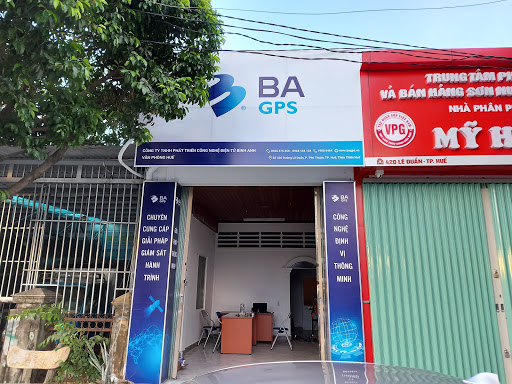 BA
GPS
CÔNG TY TNHH PHÁT TRIỂN CÔNG NGHỆ ĐIỆN TỬ BÌNH ANH
VĂN PHÒNG HUẾ
BA
GPS
CHUYÊN
CUNG CẤP
GIẢI PHÁP
GIÁM SÁT
HÀNH
TRÌNH
BA
GPS
CÔNG
NGHỆ
ĐỊNH
VỊ
THÔNG
MINH
TRUNG TÂM
VÀ BÁN HÀNG SƠN
NHÀ PHÂN
VPG
MỸ
620 LÊ DUẨN - TP. HUẾ